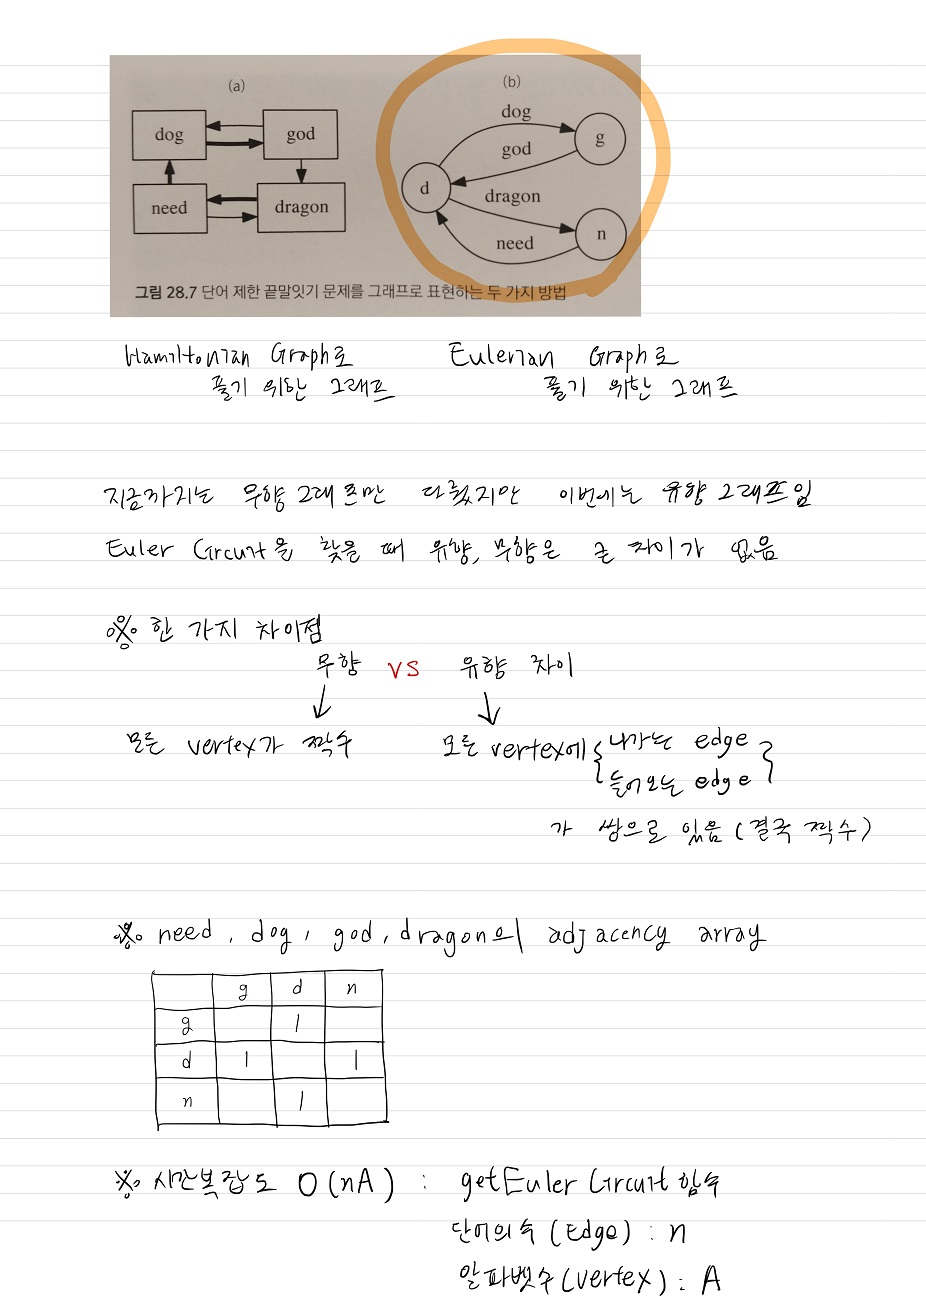 (a)
(b)
dog
god
need
dragon
dog
god
dragon
need
d
g
n
그림 28.7 단어 제한 끝말잇기 문제를 그래프로 표현하는 두 가지 방법
Hamiltonian Graph로
풀기 위한 그래프
Eulerian Graph로
풀기 위한 그래프
지금까지는 무향 그래프만 다뤘지만 이번에는 유향 그래프임
Euler Circuit을 찾을 때 유향, 무향은 큰 차이가 없음
※ 한 가지 차이점
무향 vs 유향 차이
모든 vertex가 짝수
모든 vertex에 { 나가는 edge
들어오는 edge }
가 쌍으로 있음 (결국 짝수)
※ need, dog, god, dragon의 adjacency array
g d n
g 1
d 1 1
n 1
※ 시간복잡도 O(nA) : getEuler Circuit 함수
단어의 수 (Edge) : n
알파벳수 (vertex) : A